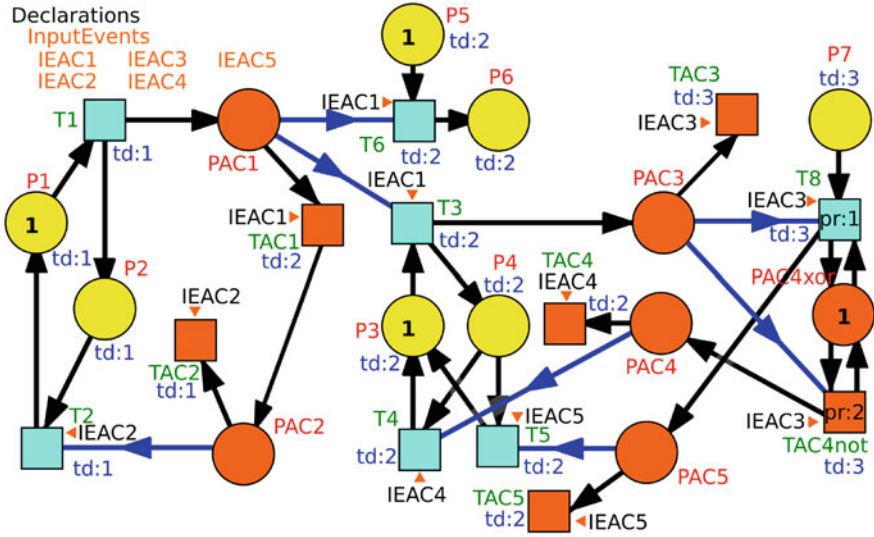 Declarations
InputEvents
IEAC1 IEAC3 IEAC5
IEAC2 IEAC4
P5
1
td:2
P6
td:2
IEAC1
T6
td:2
T1
td:1
PAC1
P1
1
td:1
P2
td:1
IEAC1
TAC1
td:2
IEAC1
T3
td:2
TAC3
td:3
IEAC3
P7
td:3
PAC3
T8
IEAC3
pr:1
td:3
IEAC2
TAC2
td:1
P3
1
td:2
P4
td:2
TAC4
IEAC4
td:2
PAC4
PAC4xor
1
T2
IEAC2
td:1
PAC2
T4
td:2
IEAC4
IEAC5
T5
td:2
PAC5
TAC5
td:2
IEAC5
pr:2
IEAC3
TAC4not
td:3